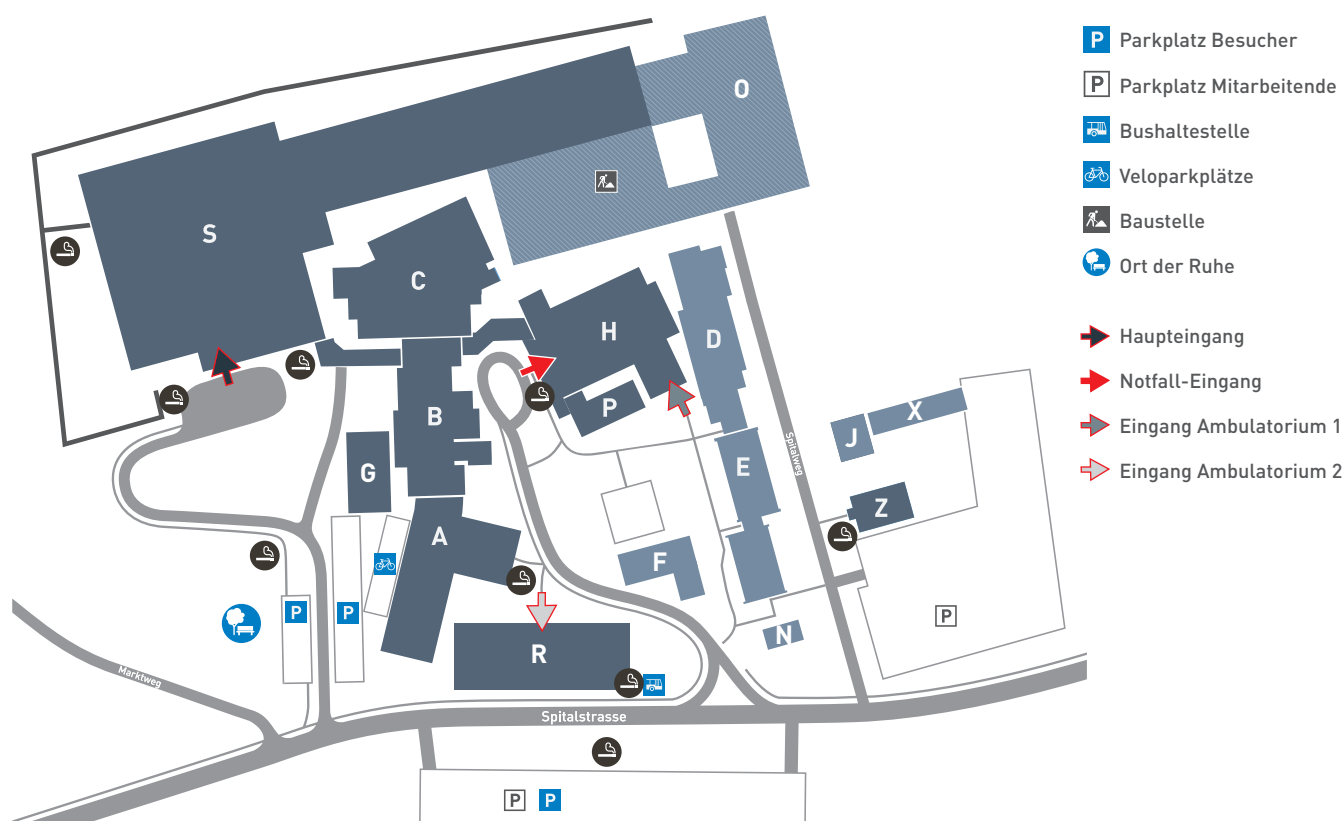 O
S
C
H
D
P
B
G
E
J
X
Z
A
F
N
R
P
P
P
P
P
Spitalweg
Marktweg
Spitalstrasse
P Parkplatz Besucher
P Parkplatz Mitarbeitende
Bushaltestelle
Veloparkplätze
Baustelle
Ort der Ruhe
Haupteingang
Notfall-Eingang
Eingang Ambulatorium 1
Eingang Ambulatorium 2